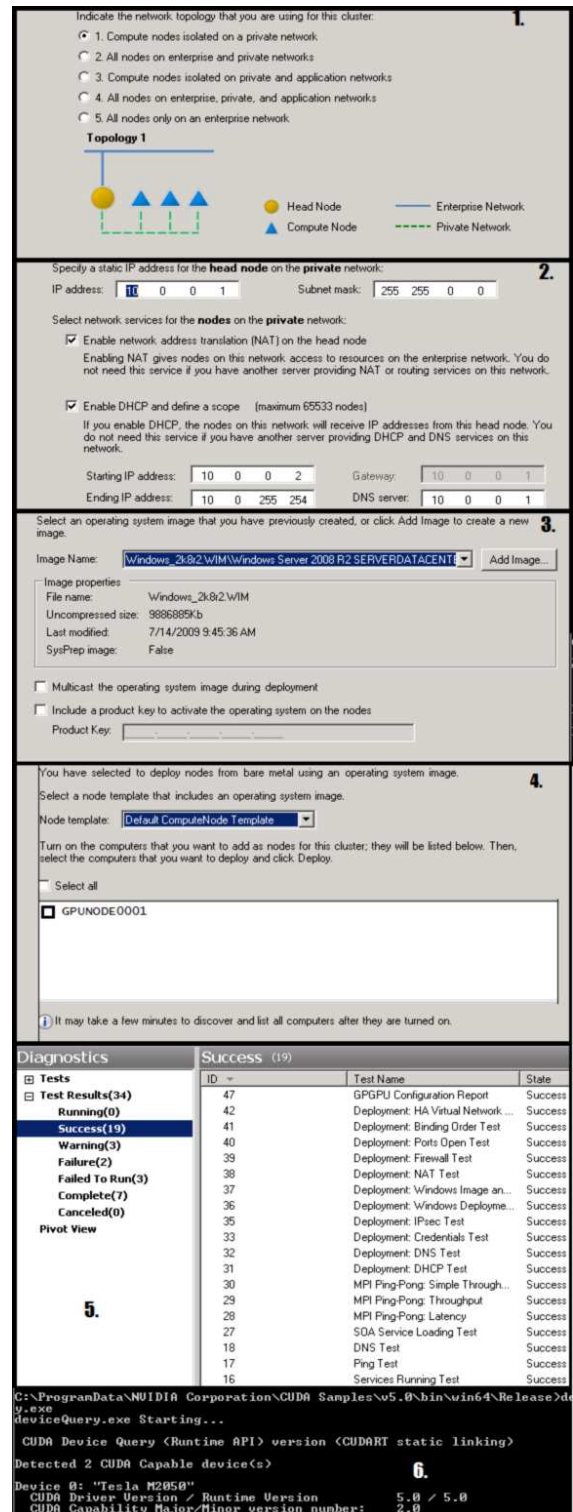 Indicate the network topology that you are using for this cluster:
1.
1. Compute nodes isolated on a private network
2. All nodes on enterprise and private networks
3. Compute nodes isolated on private and application networks
4. All nodes on enterprise, private, and application networks
5. All nodes only on an enterprise network
Topology 1
Head Node
Enterprise Network
Compute Node
Private Network
Specify a static IP address for the head node on the private network:
2.
IP address: 10 0 0 1 Subnet mask: 255 255 0 0
Select network services for the nodes on the private network:
Enable network address translation (NAT) on the head node
Enabling NAT gives nodes on this network access to resources on the enterprise network. You do
not need this service if you have another server providing NAT or routing services on this network.
Enable DHCP and define a scope (maximum 65533 nodes)
If you enable DHCP, the nodes on this network will receive IP addresses from this head node. You
do not need this service if you have another server providing DHCP and DNS services on this
network.
Starting IP address: 10 0 0 2 Gateway: 10 0 0 1
Ending IP address: 10 0 255 254 DNS server: 10 0 0 1
Select an operating system image that you have previously created, or click Add Image to create a new
3.
image.
Image Name: Windows_2k8r2.WIM\Windows Server 2008 R2 SERVERDATACENTE Add Image...
Image properties
File name: Windows_2k8r2.WIM
Uncompressed size: 9886885Kb
Last modified: 7/14/2009 9:45:36 AM
SysPrep image: False
Multicast the operating system image during deployment
Include a product key to activate the operating system on the nodes
Product Key:
You have selected to deploy nodes from bare metal using an operating system image.
4.
Select a node template that includes an operating system image.
Node template: Default ComputeNode Template
Turn on the computers that you want to add as nodes for this cluster; they will be listed below. Then,
select the computers that you want to deploy and click Deploy.
Select all
GPUNODE0001
It may take a few minutes to discover and list all computers after they are turned on.
Diagnostics
Tests
Test Results(34)
Running(0)
Success(19)
Warning(3)
Failure(2)
Failed To Run(3)
Complete(7)
Canceled(0)
Pivot View
5.
Success (19)
ID Test Name State
47 GPGPU Configuration Report Success
42 Deployment: HA Virtual Network ... Success
41 Deployment: Binding Order Test Success
40 Deployment: Ports Open Test Success
39 Deployment: Firewall Test Success
38 Deployment: NAT Test Success
37 Deployment: Windows Image an... Success
36 Deployment: Windows Deployme... Success
35 Deployment: IPsec Test Success
33 Deployment: Credentials Test Success
32 Deployment: DNS Test Success
31 Deployment: DHCP Test Success
30 MPI Ping-Pong: Simple Through... Success
29 MPI Ping-Pong: Throughput Success
28 MPI Ping-Pong: Latency Success
27 SOA Service Loading Test Success
18 DNS Test Success
17 Ping Test Success
16 Services Running Test Success
C:\ProgramData\NVIDIA Corporation\CUDA Samples\v5.0\bin\win64\Release>de
y.exe
deviceQuery.exe Starting...
CUDA Device Query (Runtime API) version (CUDART static linking)
Detected 2 CUDA Capable device(s)
6.
Device 0: "Tesla M2050"
CUDA Driver Version / Runtime Version 5.0 / 5.0
CUDA Capability Major/Minor version number: 2.0